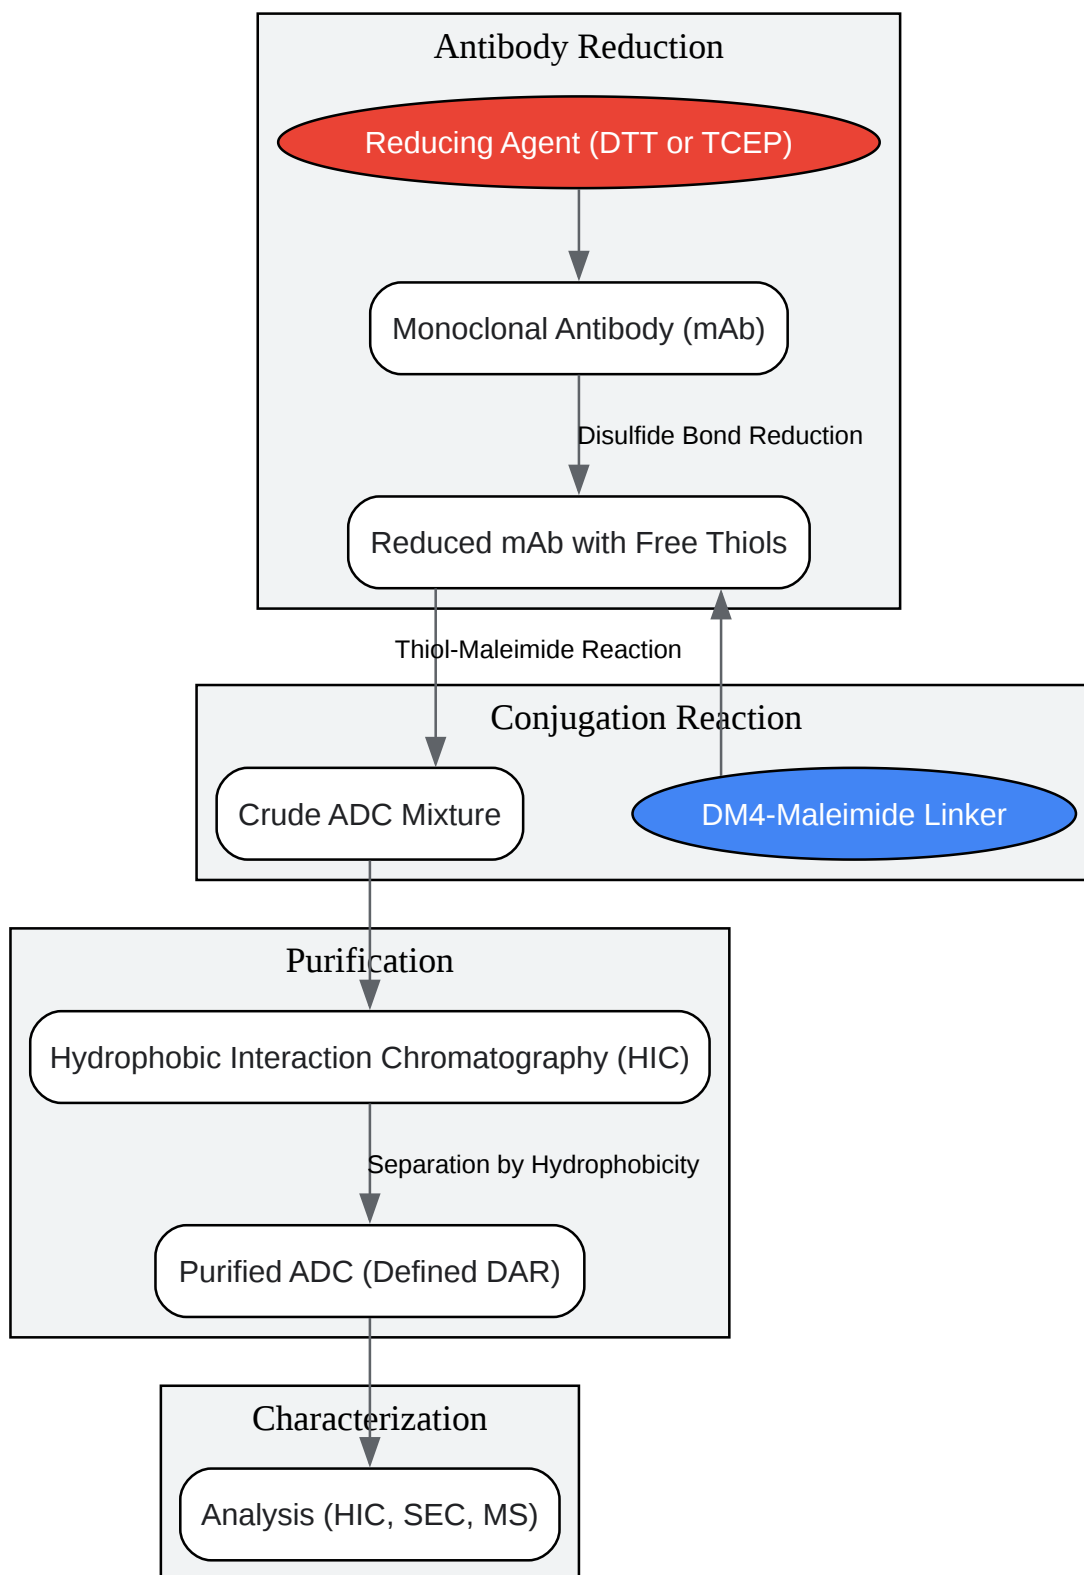 Antibody Reduction
Reducing Agent (DTT or TCEP)
Monoclonal Antibody (mAb)
Disulfide Bond Reduction
Reduced mAb with Free Thiols
Thiol-Maleimide Reaction
Conjugation Reaction
Crude ADC Mixture
DM4-Maleimide Linker
Purification
Hydrophobic Interaction Chromatography (HIC)
Separation by Hydrophobicity
Purified ADC (Defined DAR)
Characterization
Analysis (HIC, SEC, MS)